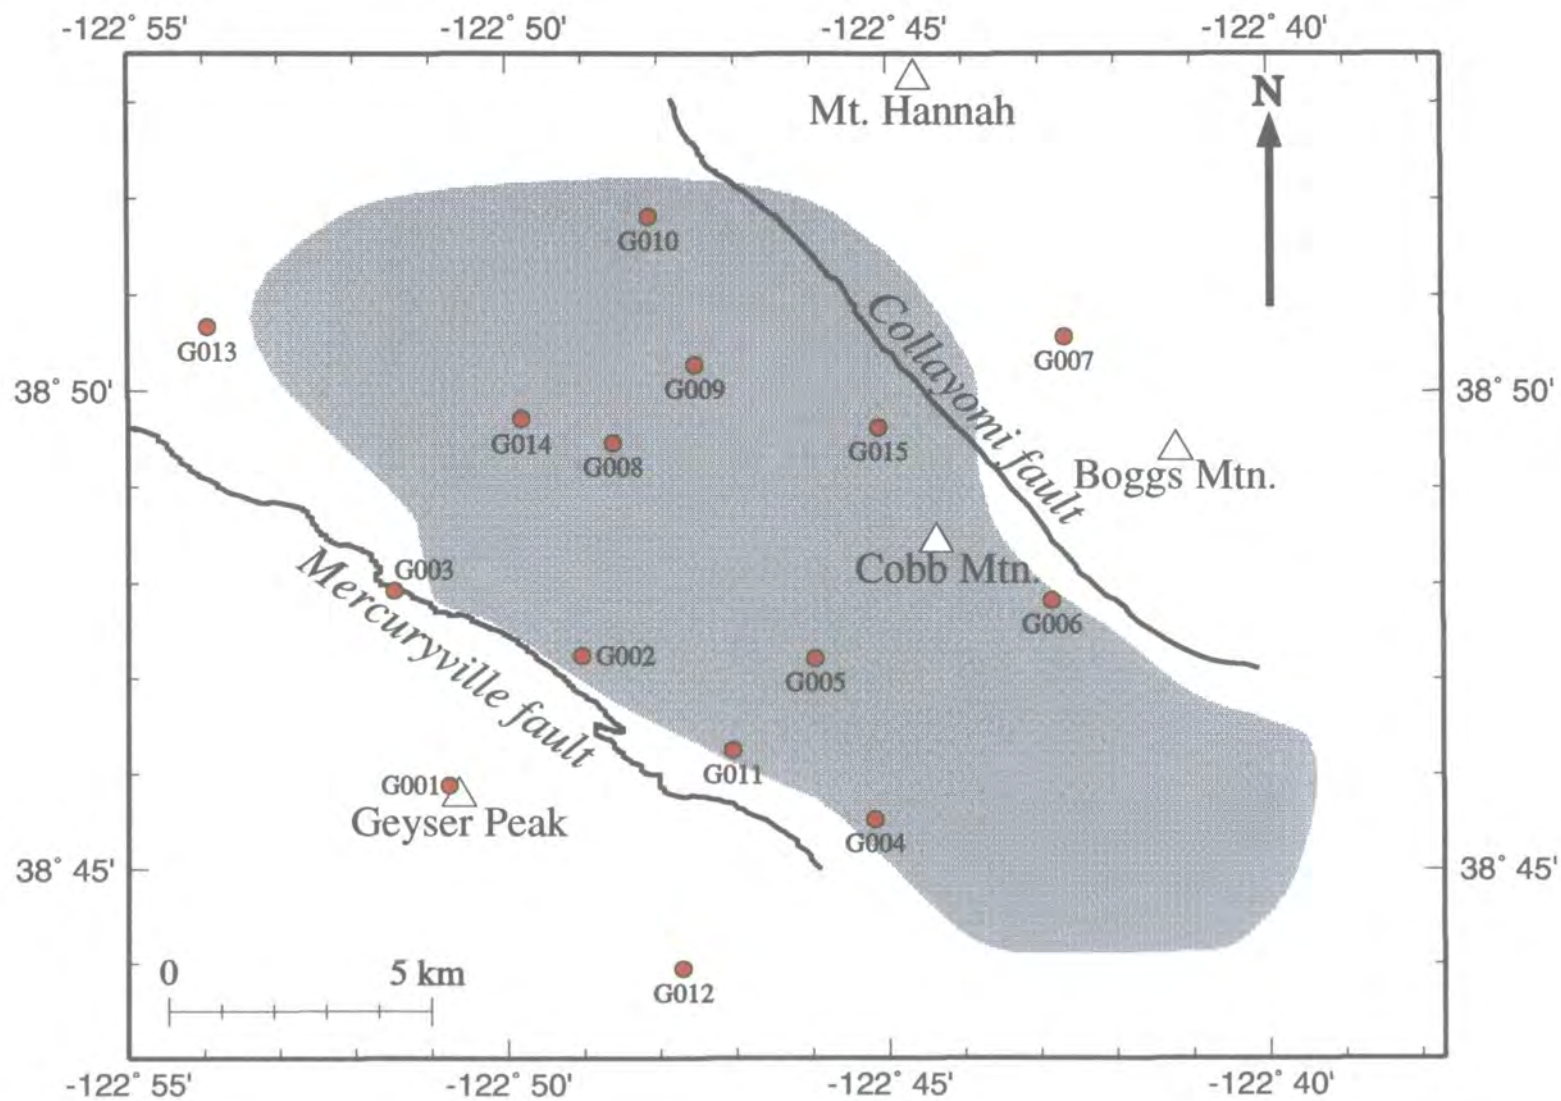 -122° 55'
-122° 50'
-122° 45'
-122° 40'
Mt. Hannah
N
G010
G013
G007
G009
38° 50'
38° 50'
Collayomi fault
G014
G008
G015
Boggs Mtn.
Cobb Mtn.
G003
G006
Mercuryville fault
G002
G005
G011
G001
Geyser Peak
G004
38° 45'
38° 45'
0 5 km
G012
-122° 55'
-122° 50'
-122° 45'
-122° 40'